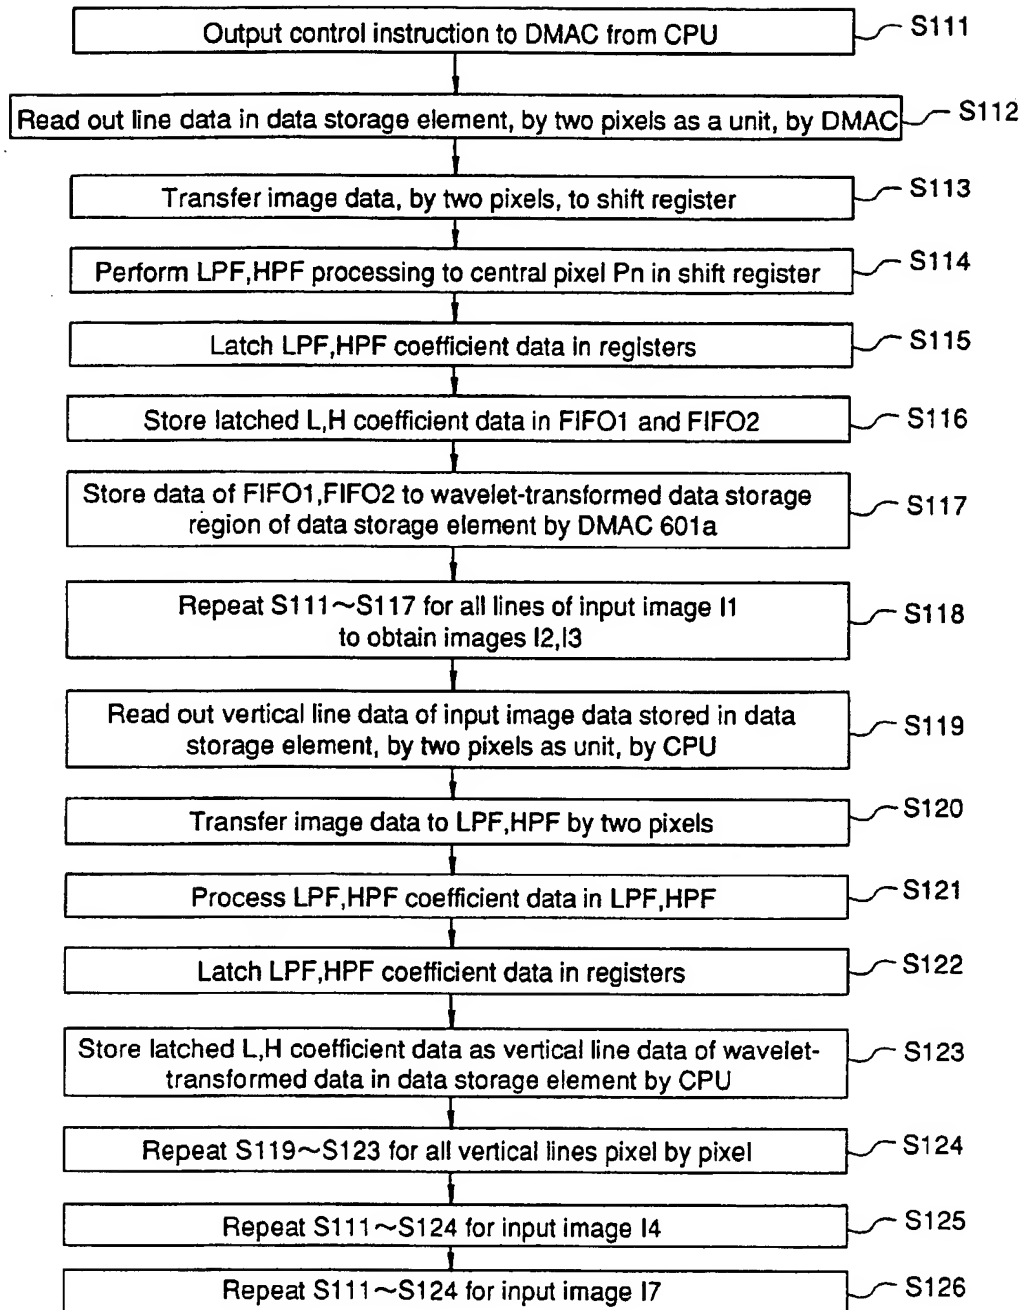 Output control instruction to DMAC from CPU
S111
Read out line data in data storage element, by two pixels as a unit, by DMAC
S112
Transfer image data, by two pixels, to shift register
S113
Perform LPF,HPF processing to central pixel Pn in shift register
S114
Latch LPF,HPF coefficient data in registers
S115
Store latched L,H coefficient data in FIFO1 and FIFO2
S116
Store data of FIFO1,FIFO2 to wavelet-transformed data storage
region of data storage element by DMAC 601a
S117
Repeat S111~S117 for all lines of input image I1
to obtain images I2,I3
S118
Read out vertical line data of input image data stored in data
storage element, by two pixels as unit, by CPU
S119
Transfer image data to LPF,HPF by two pixels
S120
Process LPF,HPF coefficient data in LPF,HPF
S121
Latch LPF,HPF coefficient data in registers
S122
Store latched L,H coefficient data as vertical line data of wavelet-
transformed data in data storage element by CPU
S123
Repeat S119~S123 for all vertical lines pixel by pixel
S124
Repeat S111~S124 for input image I4
S125
Repeat S111~S124 for input image I7
S126